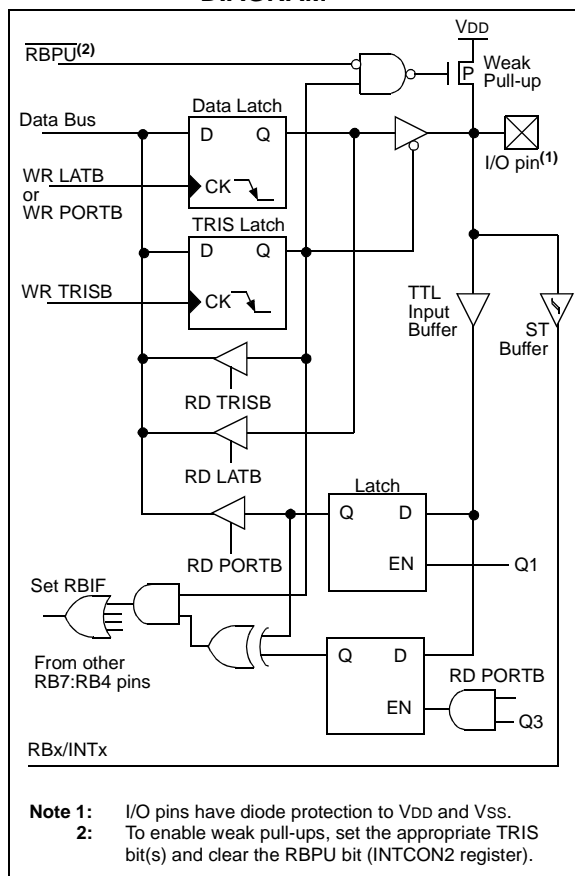 DIAGRAM
VDD
RBPU(2)
P
Weak
Pull-up
Data Bus
Data Latch
D Q
I/O pin(1)
WR LATB
or
WR PORTB
CK
TRIS Latch
D Q
WR TRISB
CK
TTL
Input
Buffer
ST
Buffer
RD TRISB
RD LATB
Latch
Q D
RD PORTB
EN
Q1
Set RBIF
From other
RB7:RB4 pins
Q D
RD PORTB
EN
Q3
RBx/INTx
Note 1: I/O pins have diode protection to VDD and VSS.
2: To enable weak pull-ups, set the appropriate TRIS
bit(s) and clear the RBPU bit (INTCON2 register).